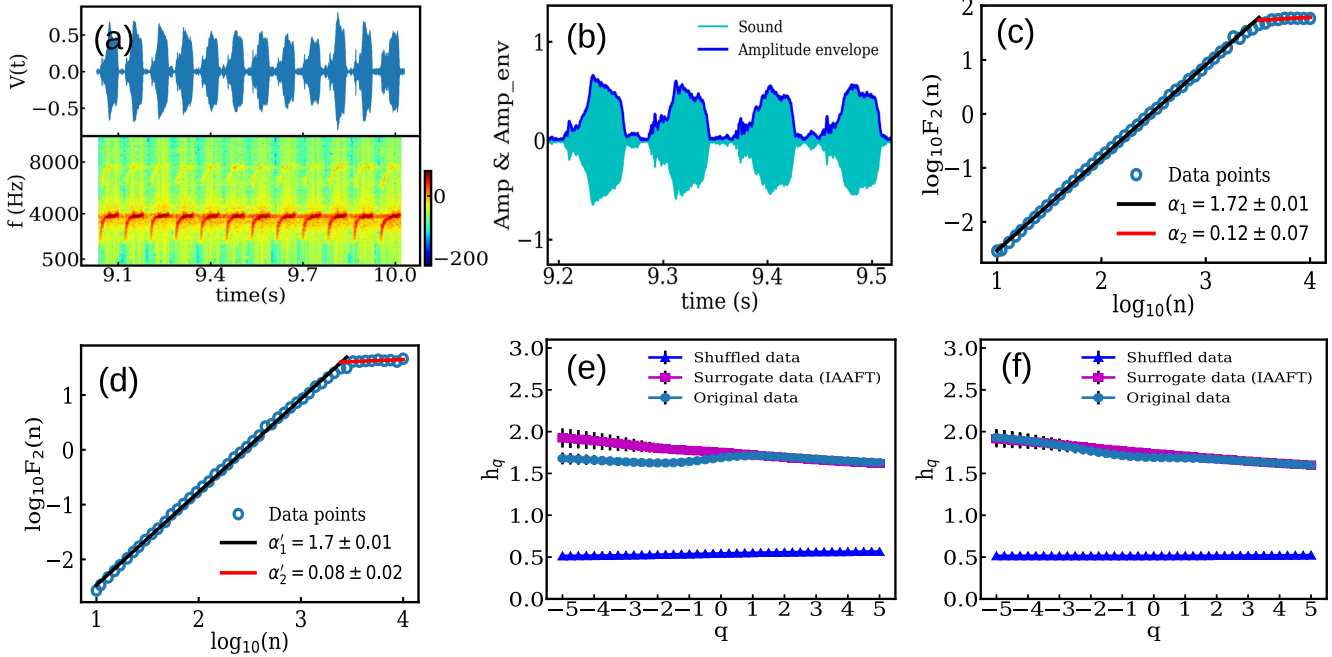 (a)
V(t)
0.5
0.0
−0.5
f (Hz)
8000
4000
500
0
−200
9.1 9.4 9.7 10.0
time(s)
(b)
Sound
Amplitude envelope
Amp & Amp_env
1
0
−1
9.2 9.3 9.4 9.5
time (s)
(c)
log₁₀F₂(n)
2
1
0
−1
−2
Data points
α₁ = 1.72 ± 0.01
α₂ = 0.12 ± 0.07
1 2 3 4
log₁₀(n)
(d)
log₁₀F₂(n)
1
0
−1
−2
Data points
α′₁ = 1.7 ± 0.01
α′₂ = 0.08 ± 0.02
1 2 3 4
log₁₀(n)
(e)
Shuffled data
Surrogate data (IAAFT)
Original data
h_q
3.0
2.5
2.0
1.5
1.0
0.5
0.0
−5 −4 −3 −2 −1 0 1 2 3 4 5
q
(f)
Shuffled data
Surrogate data (IAAFT)
Original data
h_q
3.0
2.5
2.0
1.5
1.0
0.5
0.0
−5 −4 −3 −2 −1 0 1 2 3 4 5
q